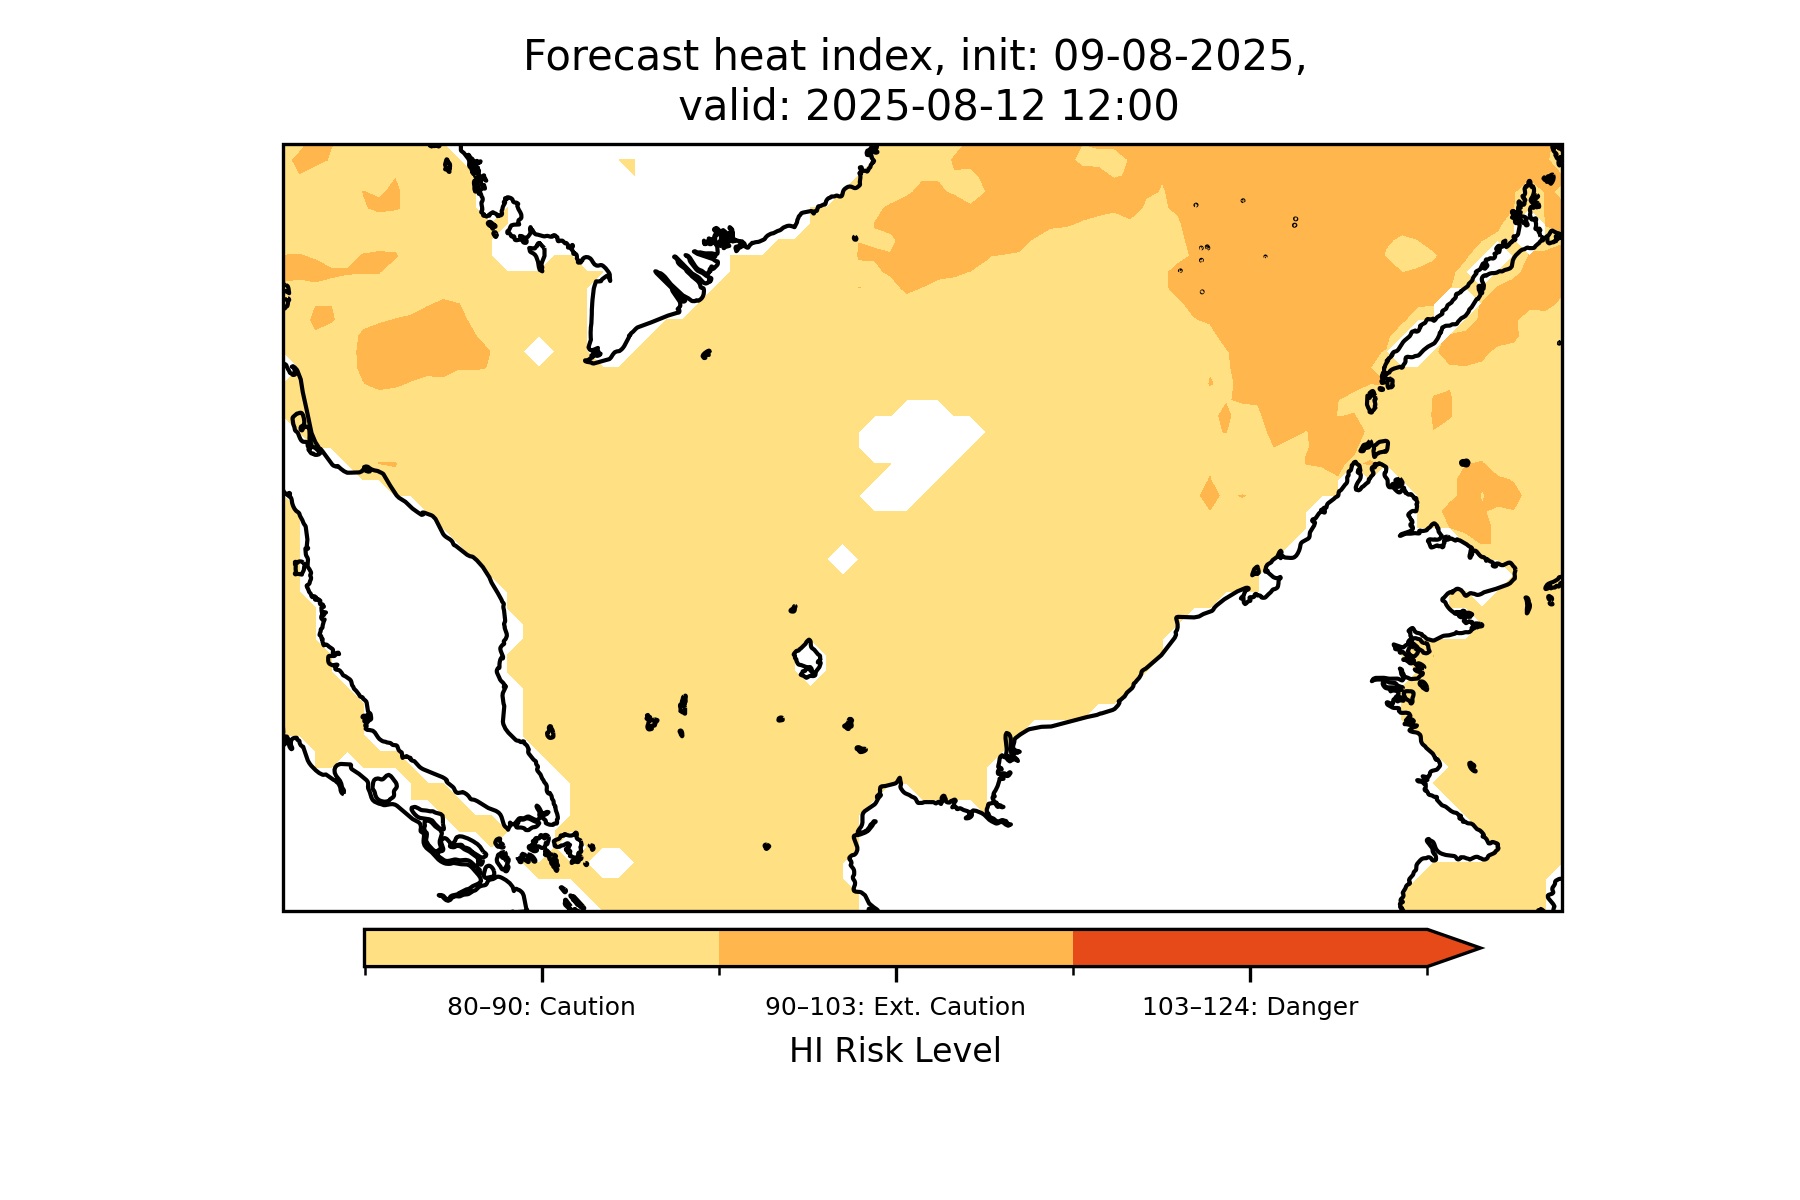 Forecast heat index, init: 09-08-2025,
valid: 2025-08-12 12:00
80–90: Caution
90–103: Ext. Caution
103–124: Danger
HI Risk Level